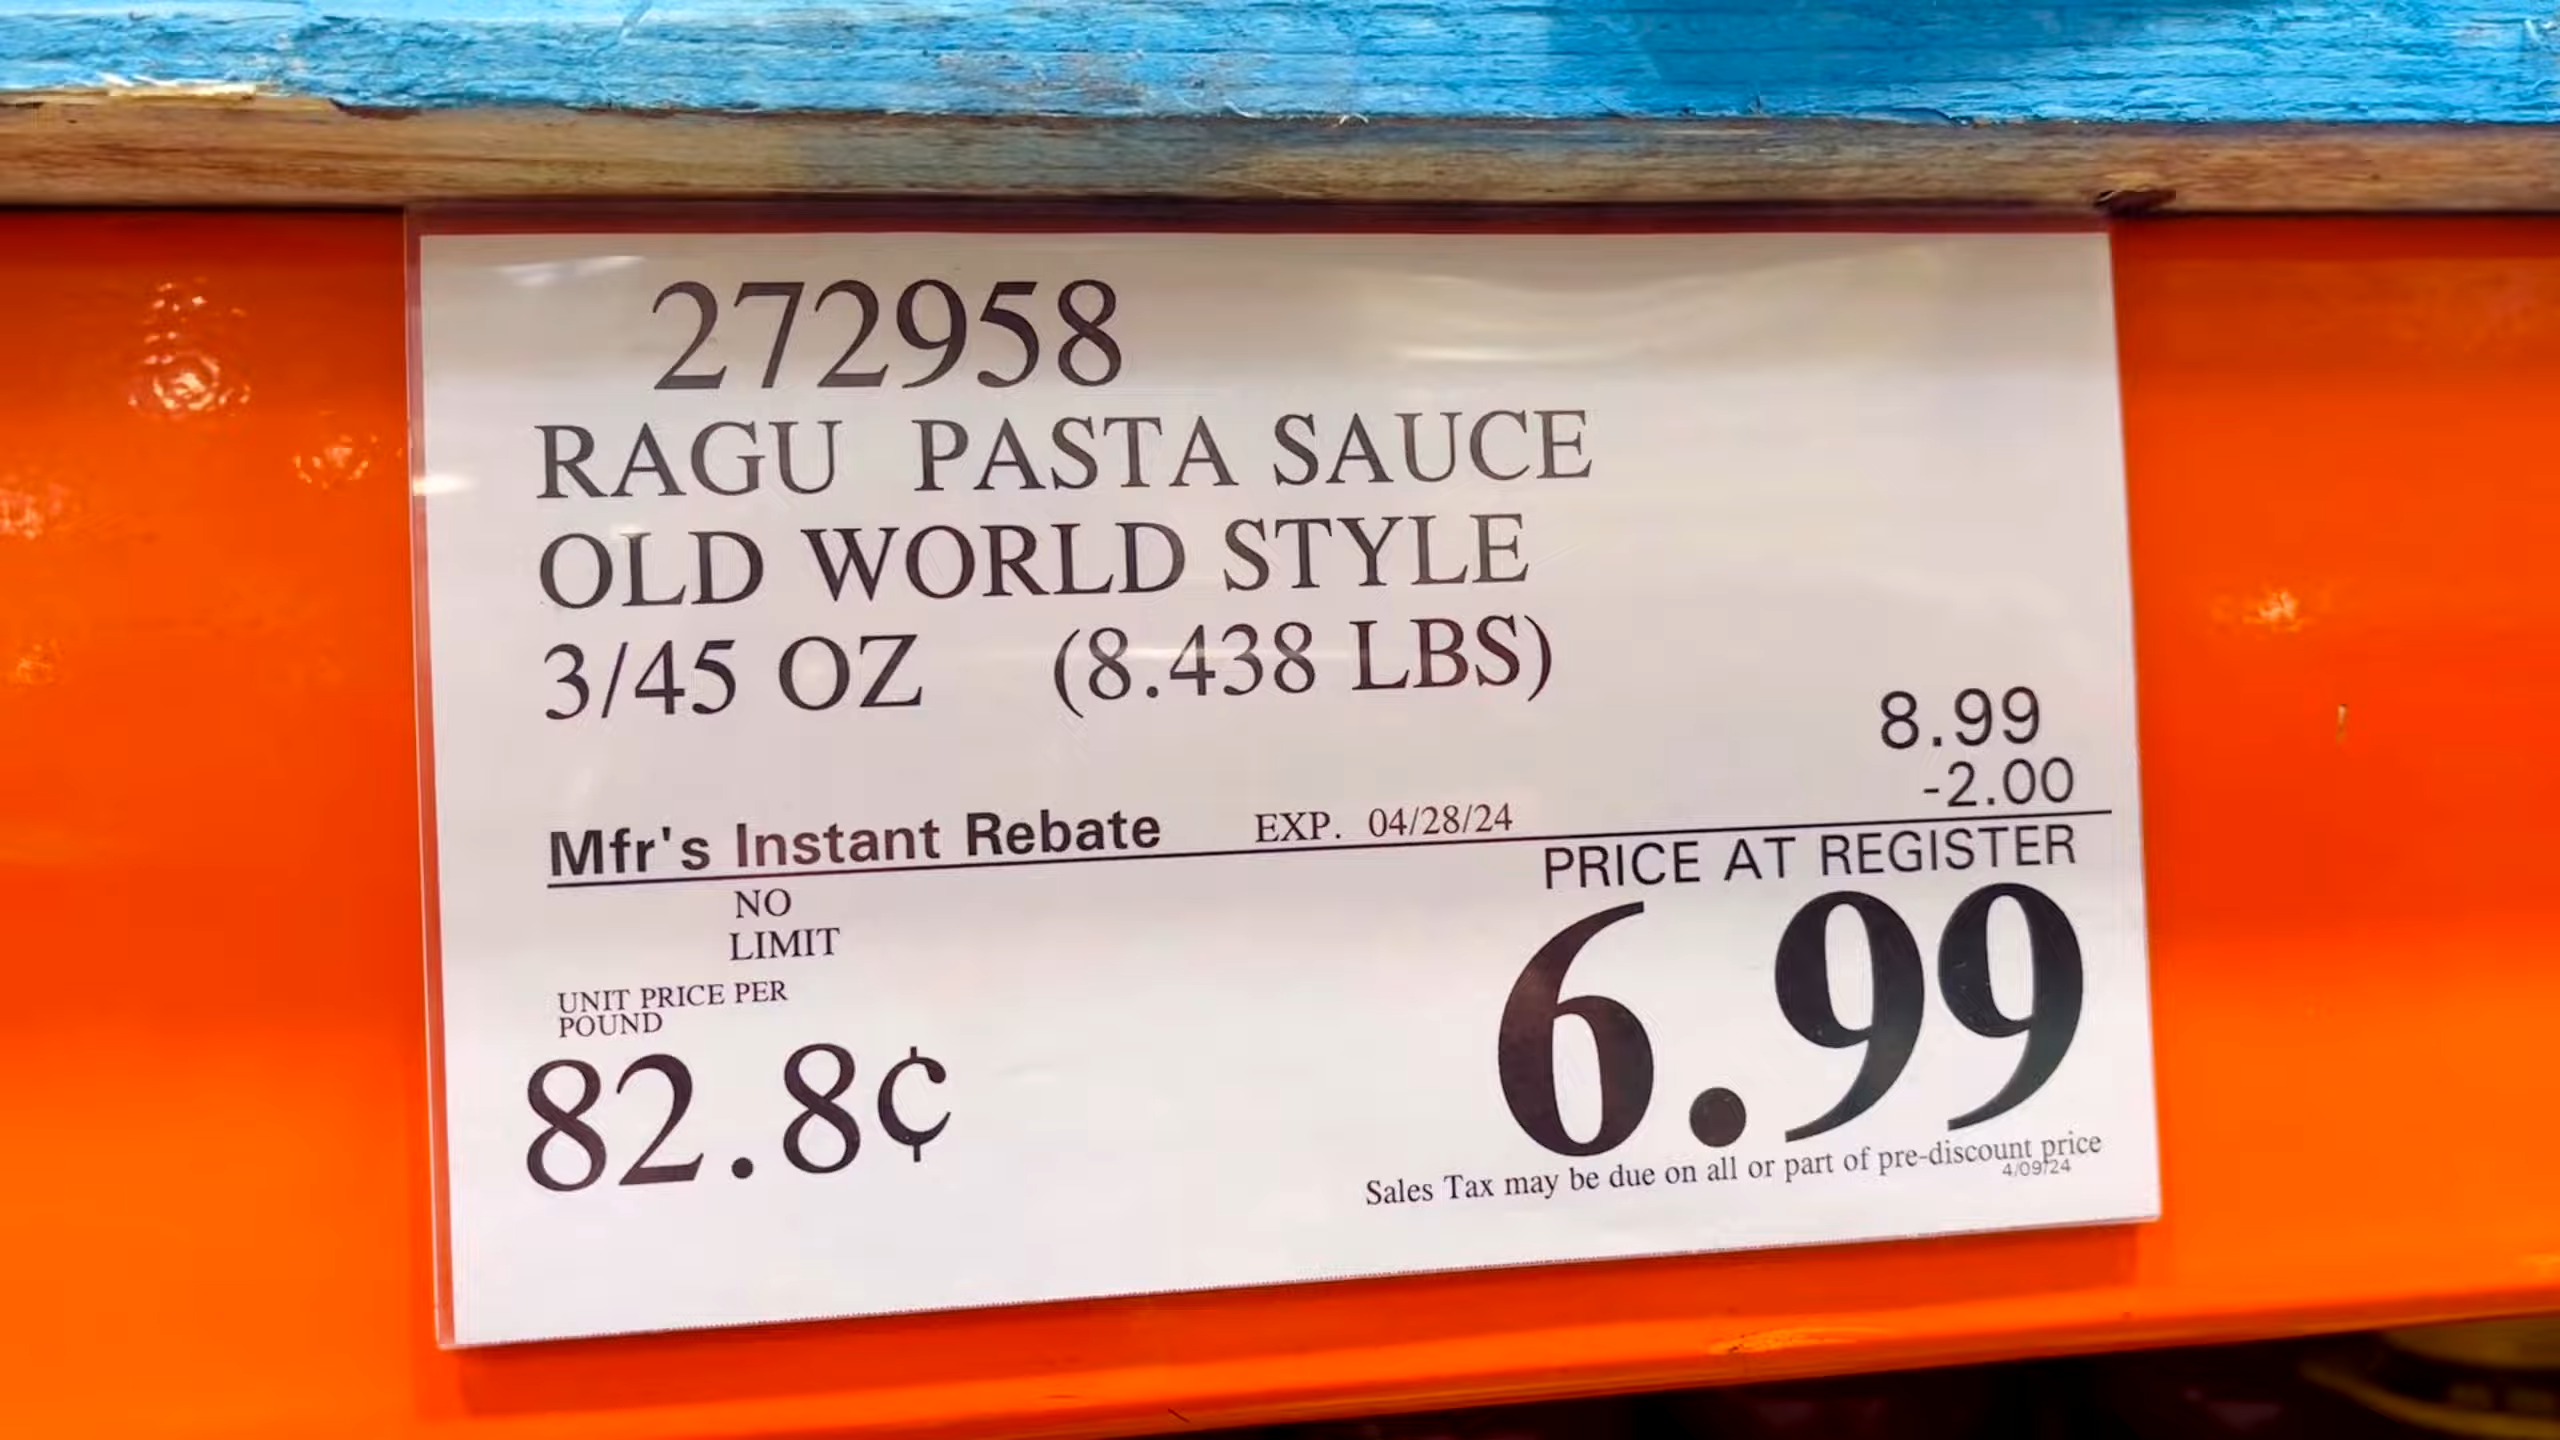 272958
RAGU PASTA SAUCE
OLD WORLD STYLE
3/45 OZ (8.438 LBS)
8.99
-2.00
Mfr's Instant Rebate EXP. 04/28/24
PRICE AT REGISTER
NO
LIMIT
6.99
UNIT PRICE PER
POUND
82.8¢
Sales Tax may be due on all or part of pre-discount price
4/09/24